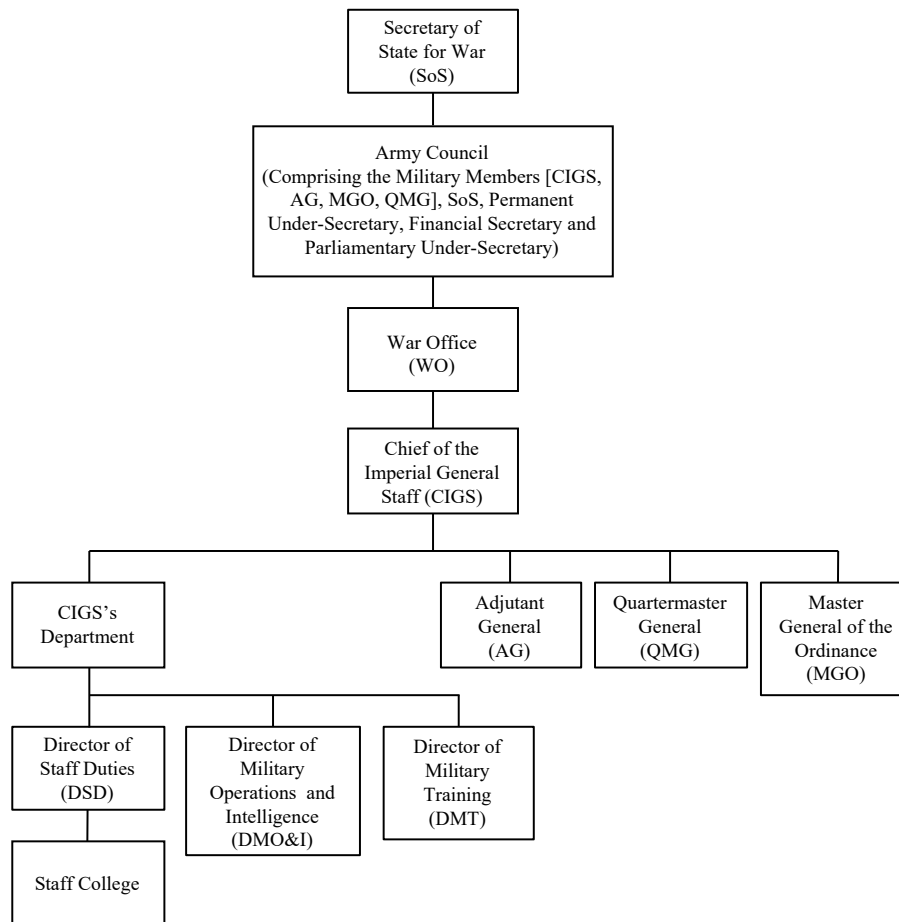 Secretary of
State for War
(SoS)
Army Council
(Comprising the Military Members [CIGS,
AG, MGO, QMG], SoS, Permanent
Under-Secretary, Financial Secretary and
Parliamentary Under-Secretary)
War Office
(WO)
Chief of the
Imperial General
Staff (CIGS)
CIGS’s
Department
Adjutant
General
(AG)
Quartermaster
General
(QMG)
Master
General of the
Ordinance
(MGO)
Director of
Staff Duties
(DSD)
Director of
Military
Operations and
Intelligence
(DMO&I)
Director of
Military
Training
(DMT)
Staff College